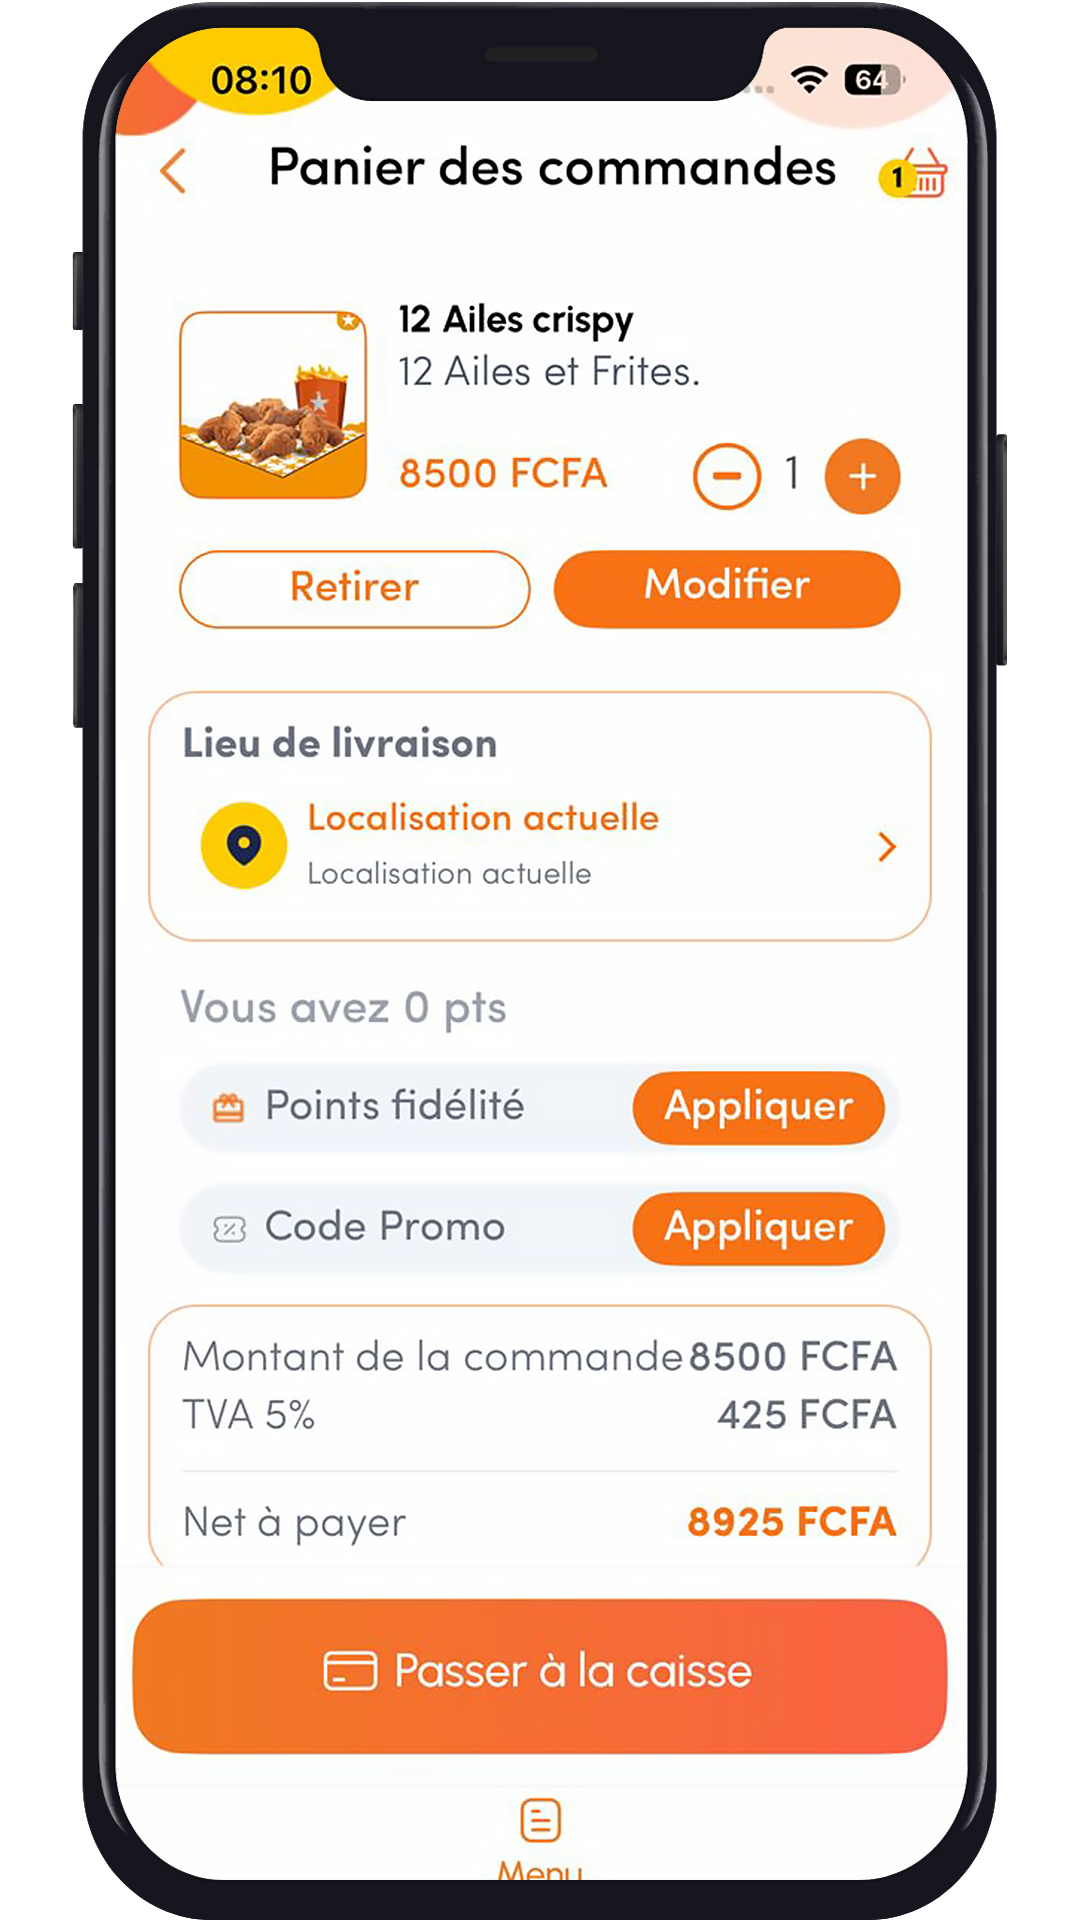 08:10
64
Panier des commandes
1
12 Ailes crispy
12 Ailes et Frites.
8500 FCFA
1
Retirer
Modifier
Lieu de livraison
Localisation actuelle
Localisation actuelle
Vous avez 0 pts
Points fidélité
Appliquer
Code Promo
Appliquer
Montant de la commande 8500 FCFA
TVA 5% 425 FCFA
Net à payer 8925 FCFA
Passer à la caisse
Menu